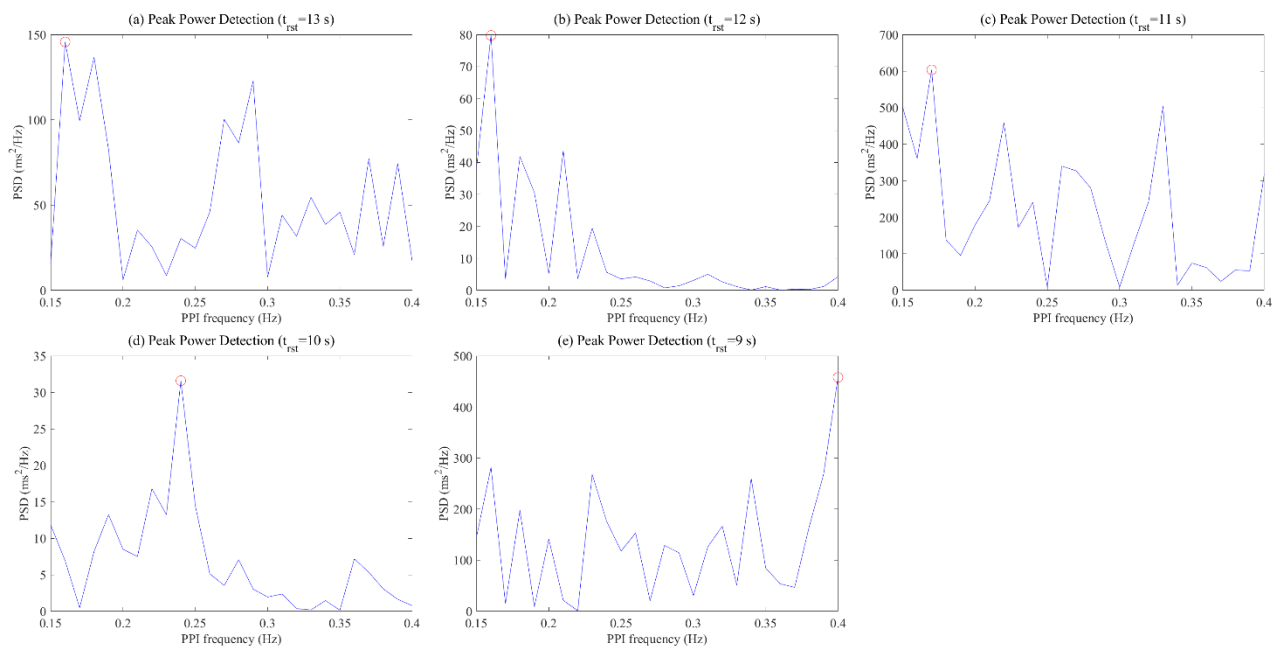 (a) Peak Power Detection (t_rst=13 s)
150
100
50
0
PSD (ms²/Hz)
0.15 0.2 0.25 0.3 0.35 0.4
PPI frequency (Hz)
(b) Peak Power Detection (t_rst=12 s)
80
70
60
50
40
30
20
10
0
PSD (ms²/Hz)
0.15 0.2 0.25 0.3 0.35 0.4
PPI frequency (Hz)
(c) Peak Power Detection (t_rst=11 s)
700
600
500
400
300
200
100
0
PSD (ms²/Hz)
0.15 0.2 0.25 0.3 0.35 0.4
PPI frequency (Hz)
(d) Peak Power Detection (t_rst=10 s)
35
30
25
20
15
10
5
0
PSD (ms²/Hz)
0.15 0.2 0.25 0.3 0.35 0.4
PPI frequency (Hz)
(e) Peak Power Detection (t_rst=9 s)
500
400
300
200
100
0
PSD (ms²/Hz)
0.15 0.2 0.25 0.3 0.35 0.4
PPI frequency (Hz)